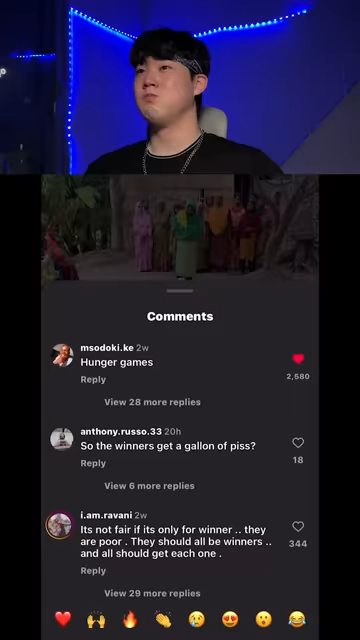 Comments
msodoki.ke 2w
Hunger games
2,580
Reply
View 28 more replies
anthony.russo.33 20h
So the winners get a gallon of piss?
18
Reply
View 6 more replies
i.am.ravani 2w
Its not fair if its only for winner .. they
are poor . They should all be winners ..
and all should get each one .
344
Reply
View 29 more replies